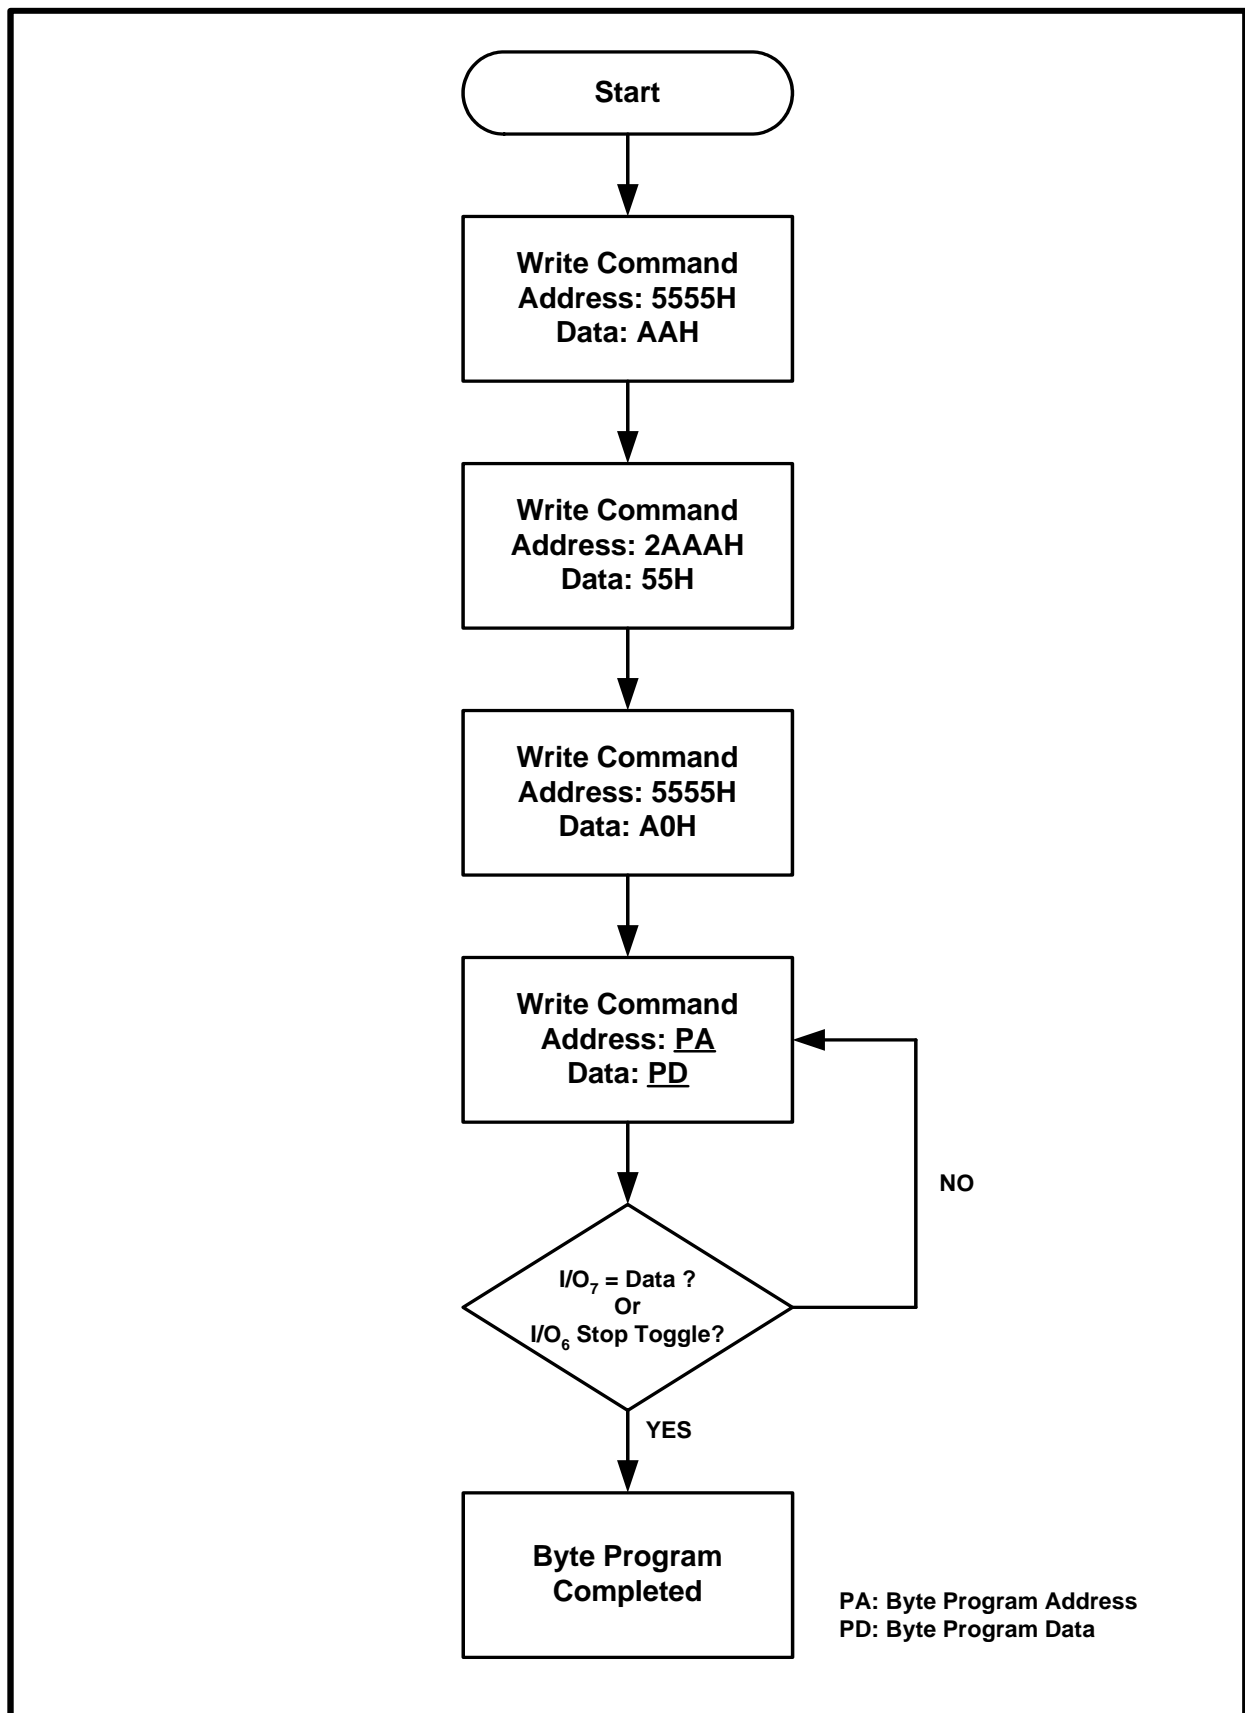 Start
Write Command
Address: 5555H
Data: AAH
Write Command
Address: 2AAAH
Data: 55H
Write Command
Address: 5555H
Data: A0H
Write Command
Address: PA
Data: PD
NO
I/O7 = Data ?
Or
I/O6 Stop Toggle?
YES
Byte Program
Completed
PA: Byte Program Address
PD: Byte Program Data